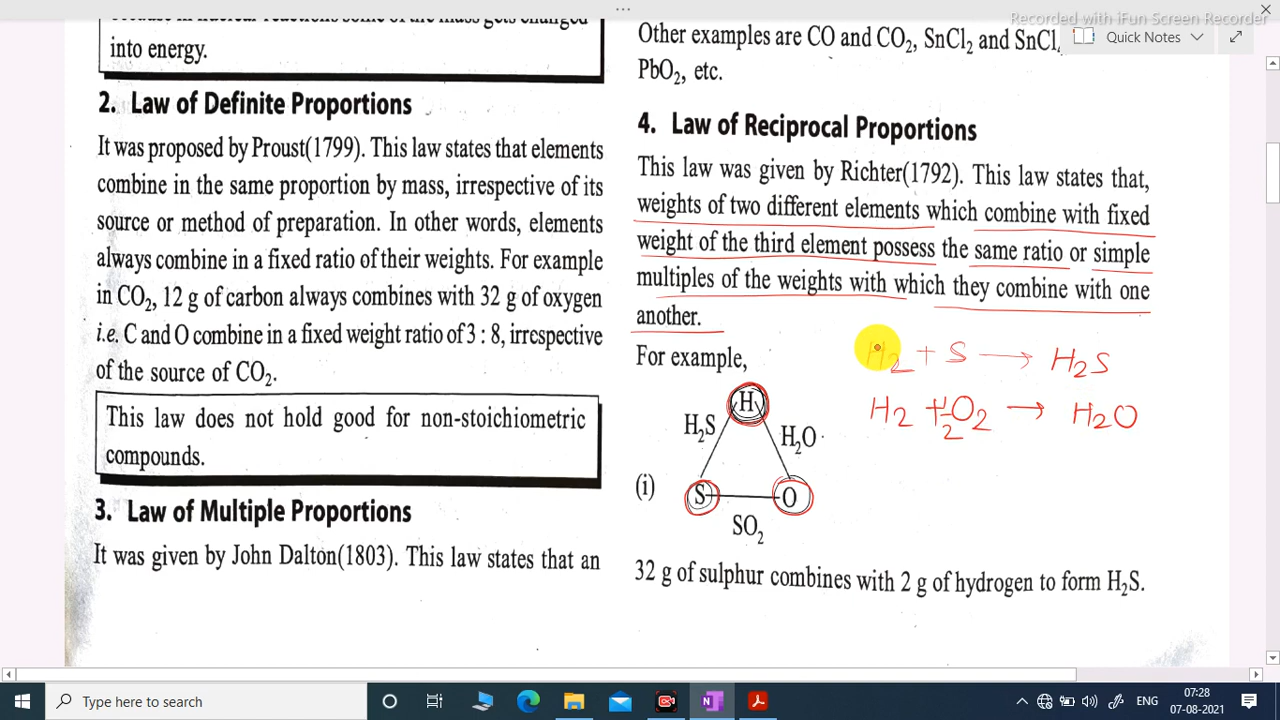 Recorded with iFun Screen Recorder
Quick Notes
into energy.
2. Law of Definite Proportions
It was proposed by Proust(1799). This law states that elements
combine in the same proportion by mass, irrespective of its
source or method of preparation. In other words, elements
always combine in a fixed ratio of their weights. For example
in CO₂, 12 g of carbon always combines with 32 g of oxygen
i.e. C and O combine in a fixed weight ratio of 3 : 8, irrespective
of the source of CO₂.
This law does not hold good for non-stoichiometric
compounds.
3. Law of Multiple Proportions
It was given by John Dalton(1803). This law states that an
Other examples are CO and CO₂, SnCl₂ and SnCl
PbO₂, etc.
4. Law of Reciprocal Proportions
This law was given by Richter(1792). This law states that,
weights of two different elements which combine with fixed
weight of the third element possess the same ratio or simple
multiples of the weights with which they combine with one
another.
For example,
H₂ + S → H₂S
H₂ + ½O₂ → H₂O
H
H₂S
H₂O
(i)
S
O
SO₂
32 g of sulphur combines with 2 g of hydrogen to form H₂S.
Type here to search
ENG
07:28
07-08-2021